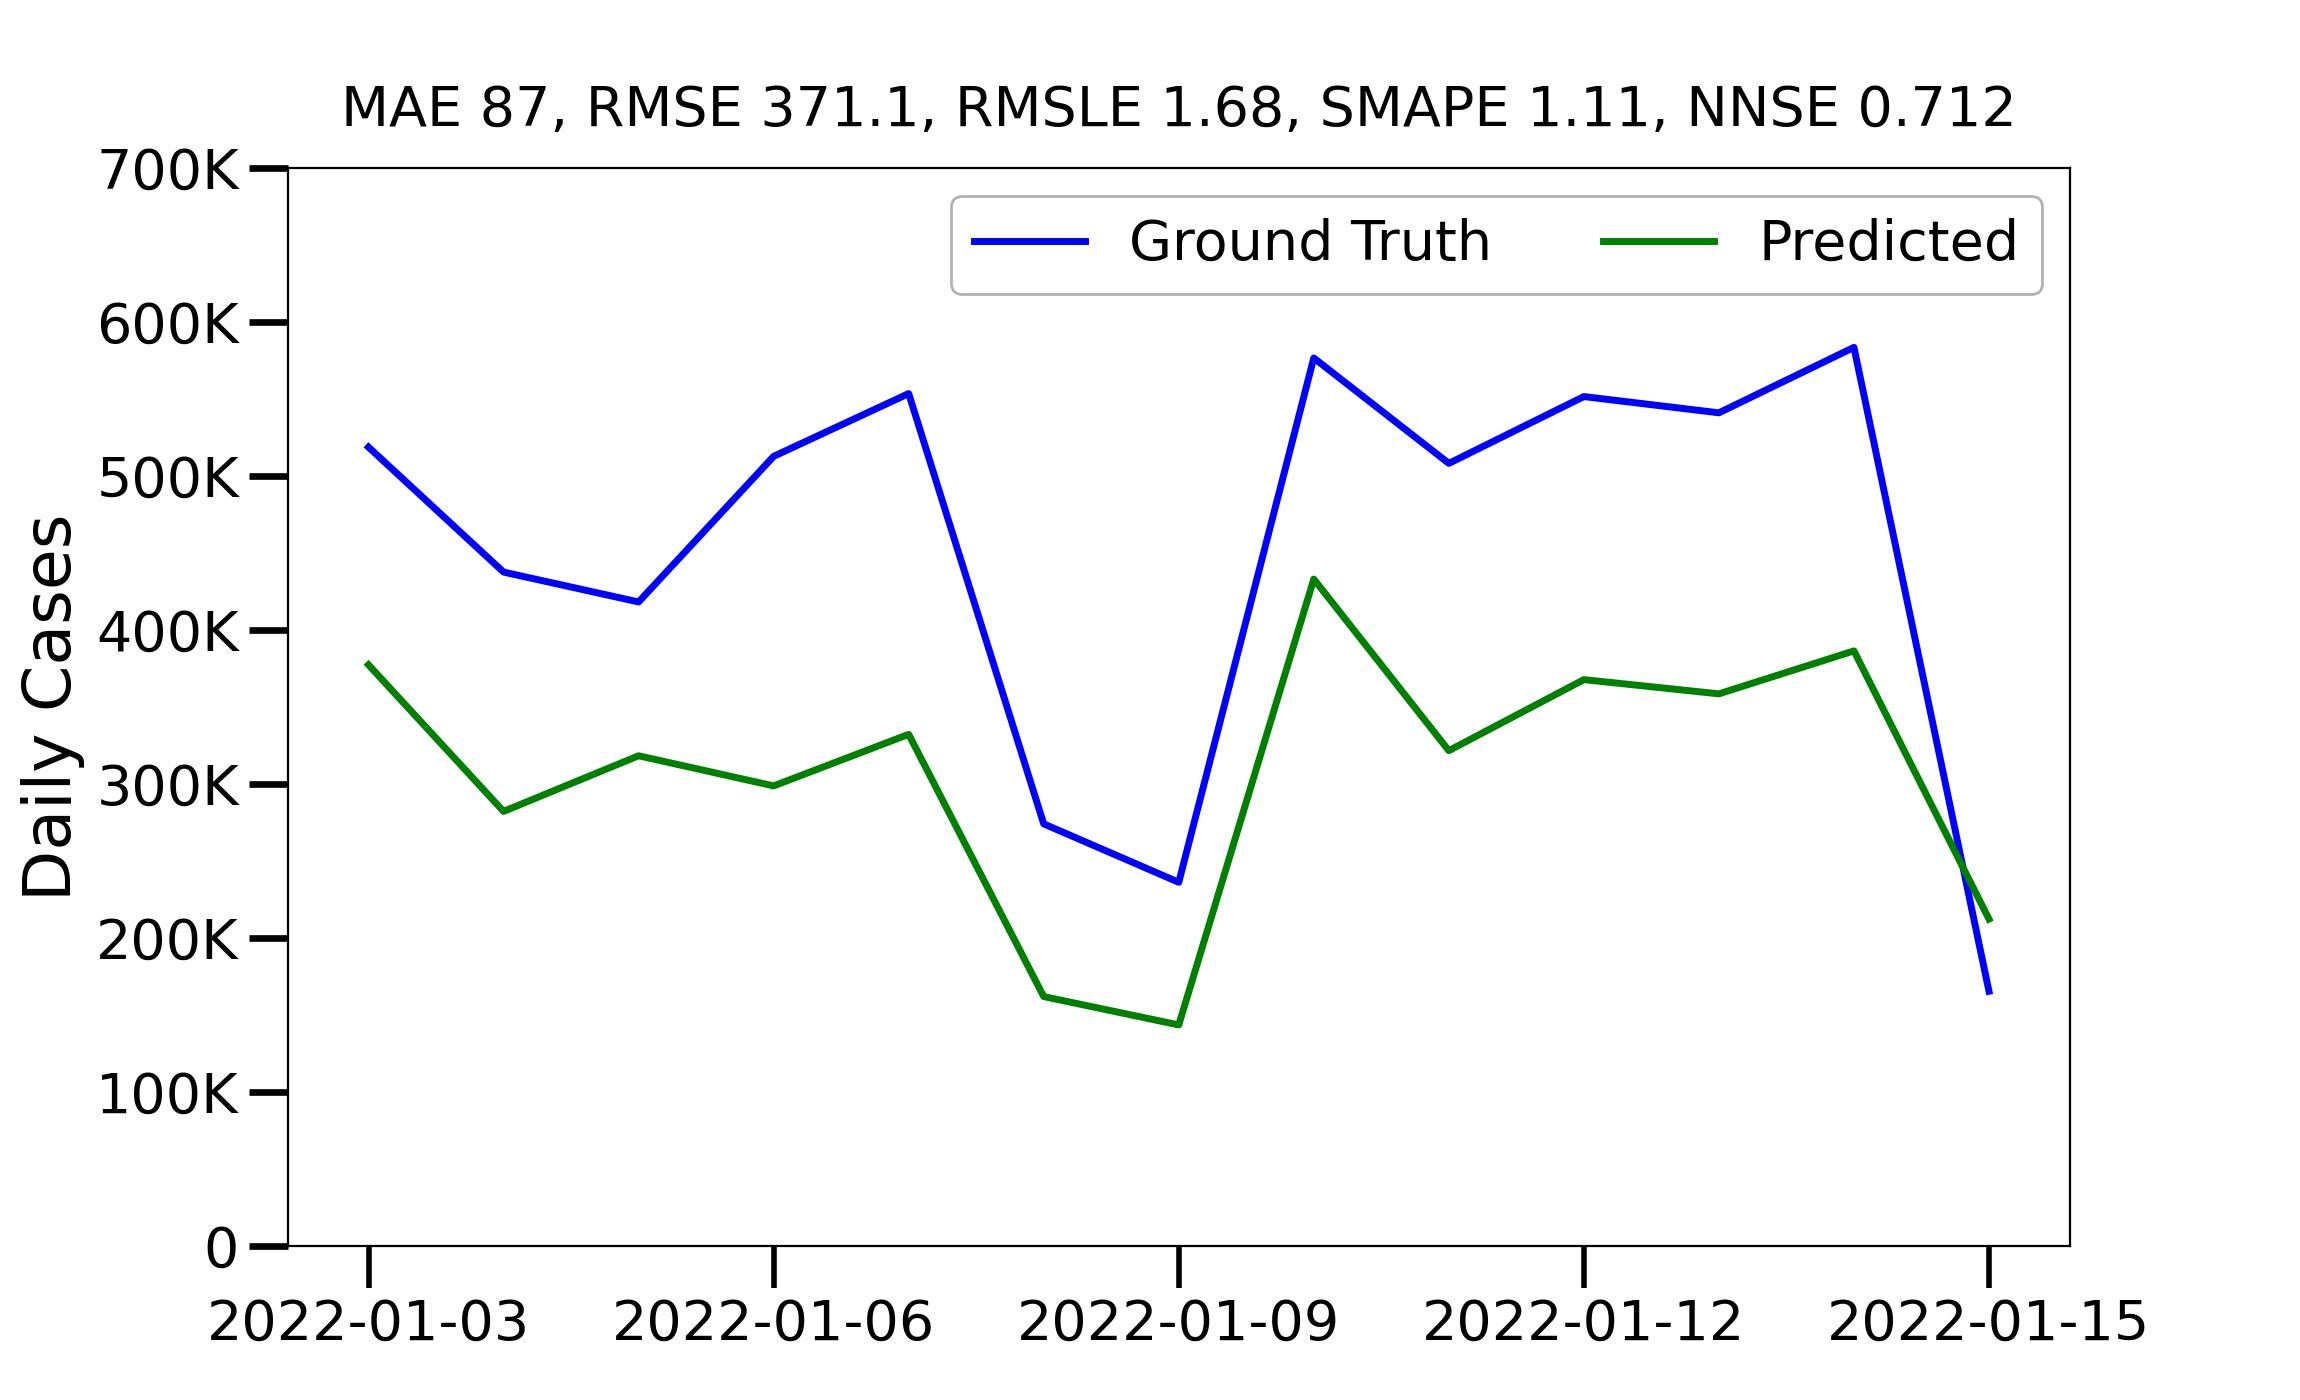 MAE 87, RMSE 371.1, RMSLE 1.68, SMAPE 1.11, NNSE 0.712
Ground Truth
Predicted
Daily Cases
700K
600K
500K
400K
300K
200K
100K
0
2022-01-03
2022-01-06
2022-01-09
2022-01-12
2022-01-15